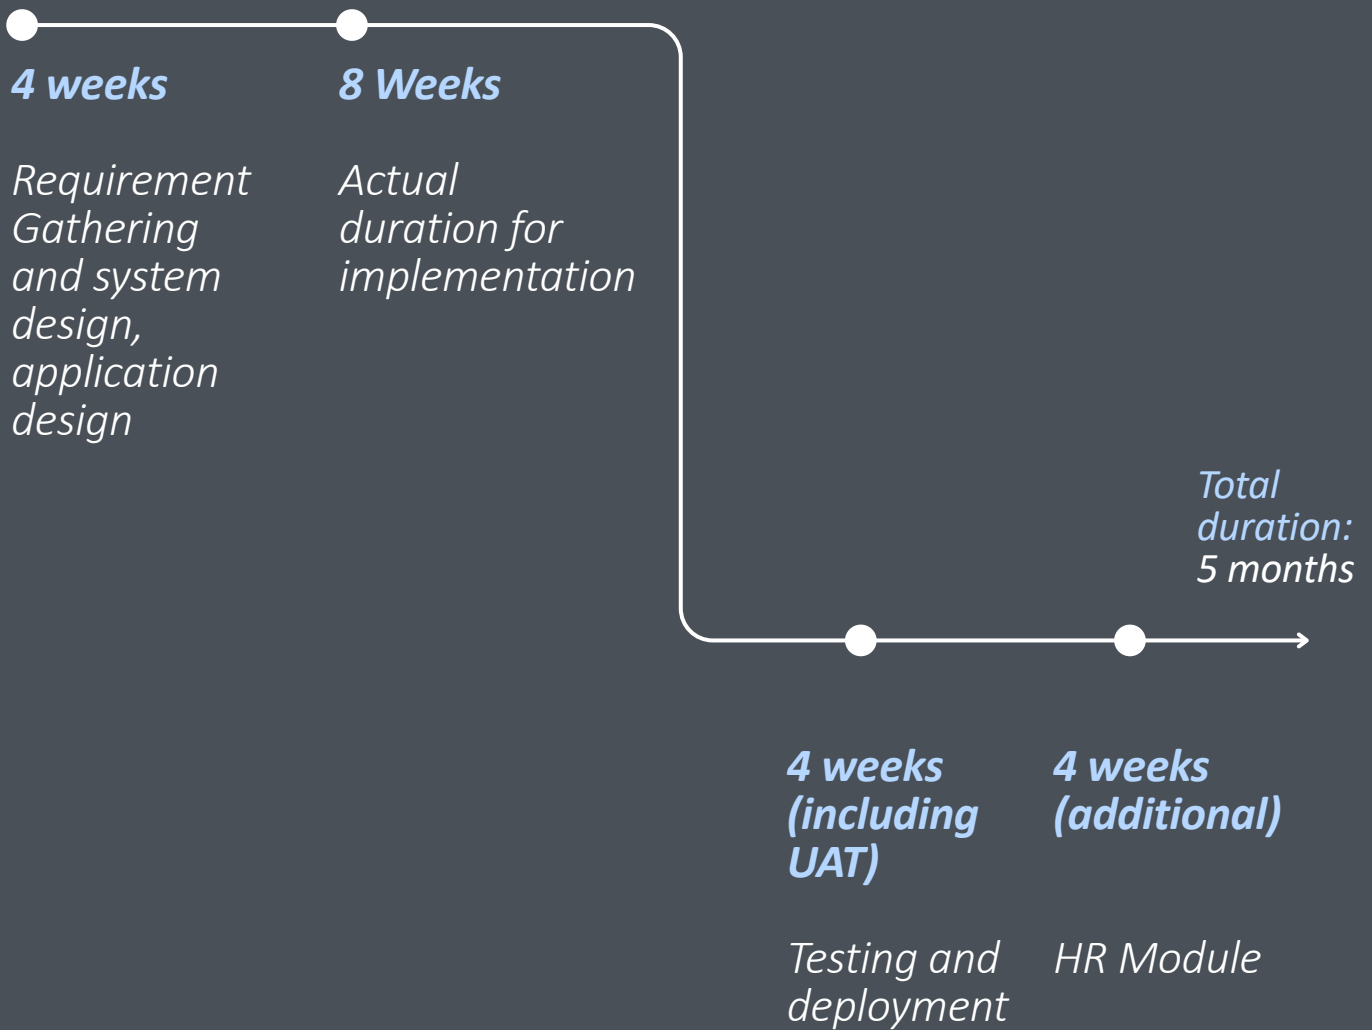 4 weeks
Requirement
Gathering
and system
design,
application
design
8 Weeks
Actual
duration for
implementation
Total
duration:
5 months
4 weeks
(including
UAT)
Testing and
deployment
4 weeks
(additional)
HR Module